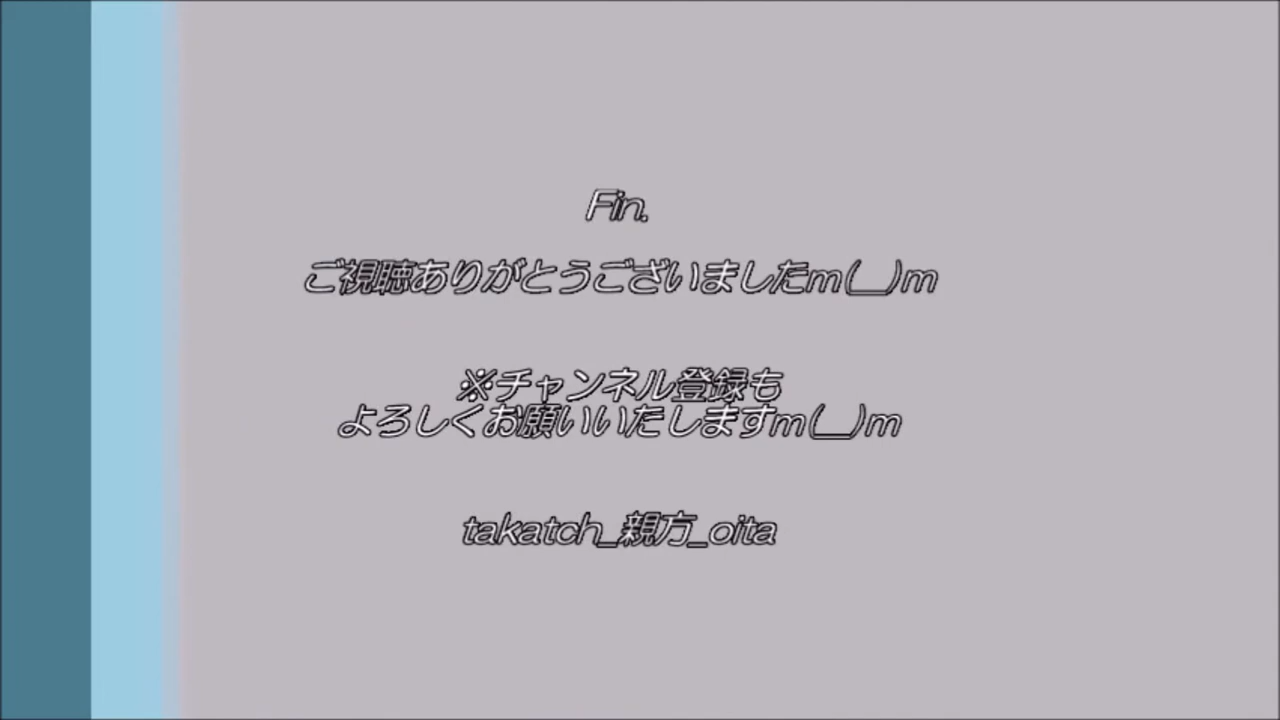 Fin.
ご視聴ありがとうございましたm(__)m
※チャンネル登録も
よろしくお願いいたしますm(__)m
takatch_親方_oita